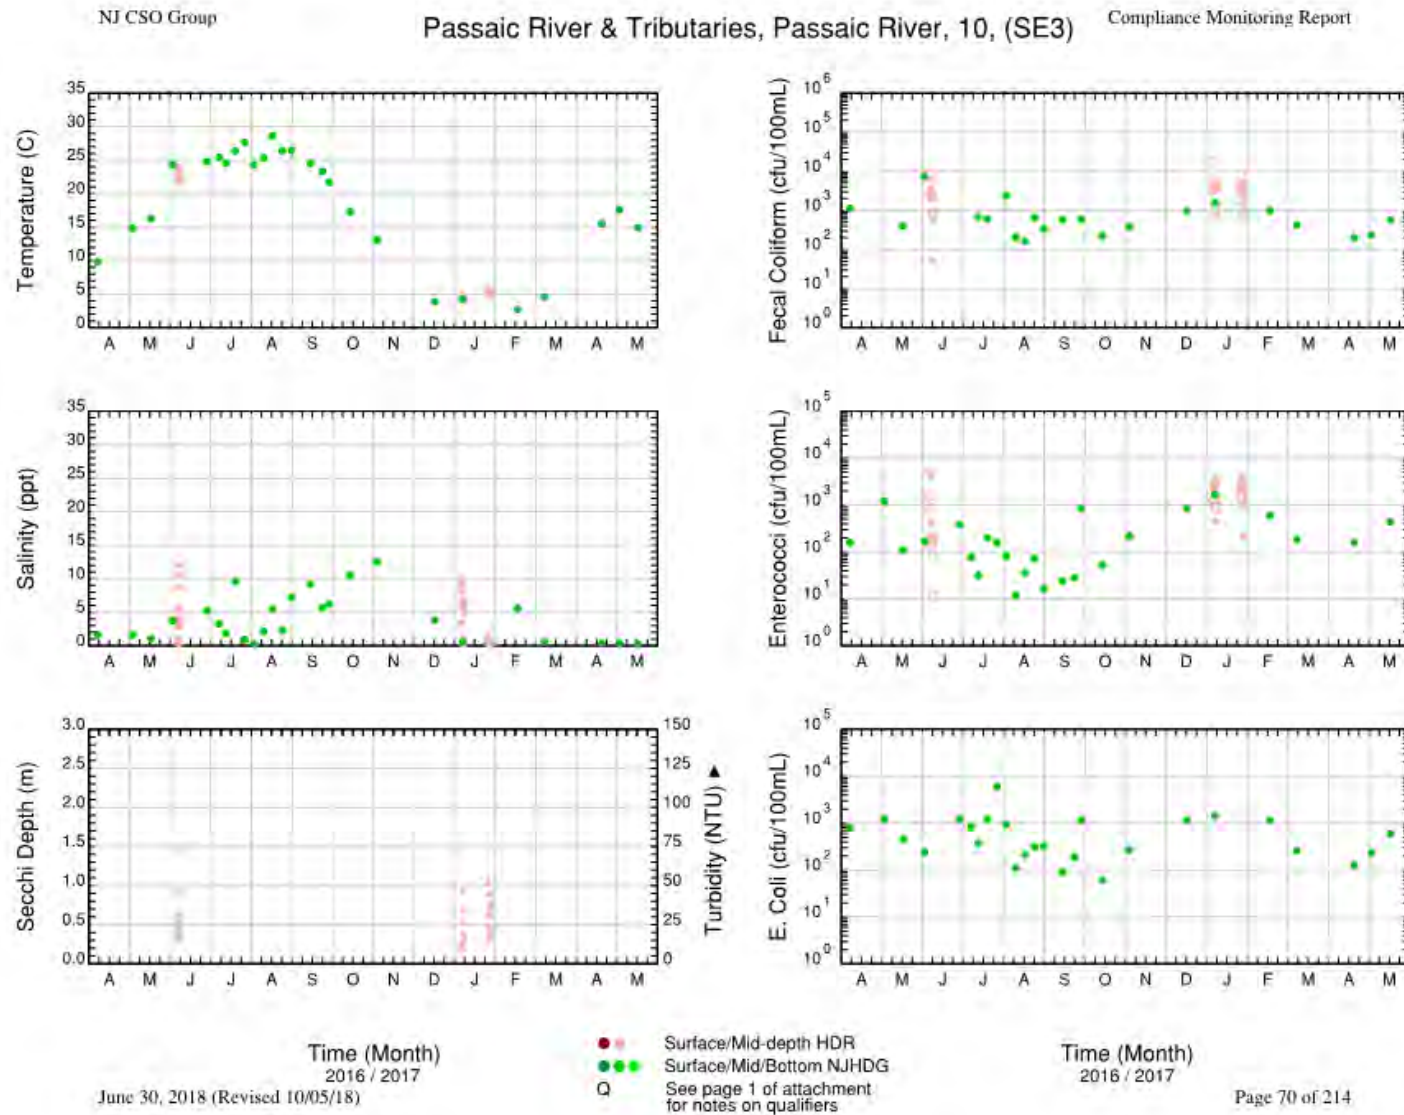 NJ CSO Group
Passaic River & Tributaries, Passaic River, 10, (SE3)
Compliance Monitoring Report
Temperature (C)
35
30
25
20
15
10
5
0
A M J J A S O N D J F M A M
Fecal Coliform (cfu/100mL)
10^6
10^5
10^4
10^3
10^2
10^1
10^0
A M J J A S O N D J F M A M
Salinity (ppt)
35
30
25
20
15
10
5
0
A M J J A S O N D J F M A M
Enterococci (cfu/100mL)
10^5
10^4
10^3
10^2
10^1
10^0
A M J J A S O N D J F M A M
Secchi Depth (m)
3.0
2.5
2.0
1.5
1.0
0.5
0.0
150
125
100
75
50
25
0
Turbidity (NTU) ▲
A M J J A S O N D J F M A M
E. Coli (cfu/100mL)
10^5
10^4
10^3
10^2
10^1
10^0
A M J J A S O N D J F M A M
Time (Month)
2016 / 2017
Surface/Mid-depth HDR
Surface/Mid/Bottom NJHDG
Q See page 1 of attachment
for notes on qualifiers
Time (Month)
2016 / 2017
June 30, 2018 (Revised 10/05/18)
Page 70 of 214